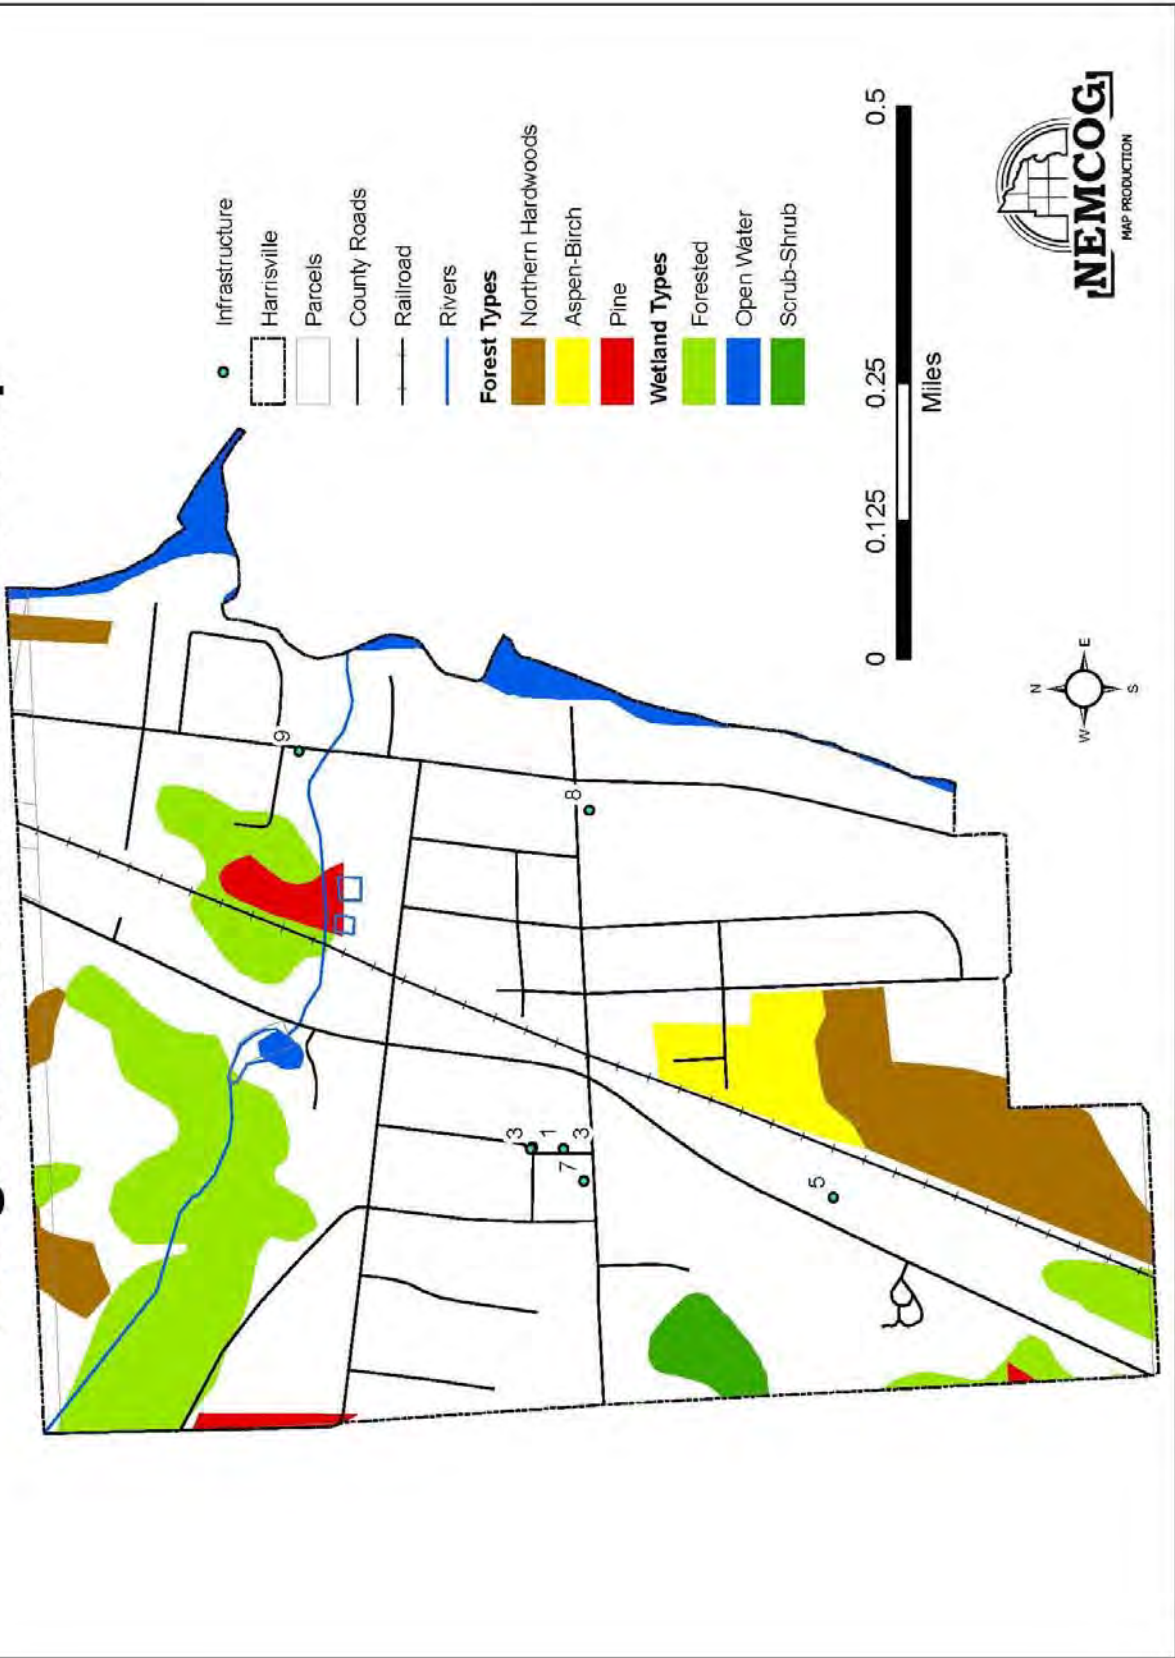 Infrastructure
Harrisville
Parcels
County Roads
Railroad
Rivers
Forest Types
Northern Hardwoods
Aspen-Birch
Pine
Wetland Types
Forested
Open Water
Scrub-Shrub
0 0.125 0.25 0.5
Miles
NEMCOG
MAP PRODUCTION
N
W E
S
9
8
3
1
3
7
5